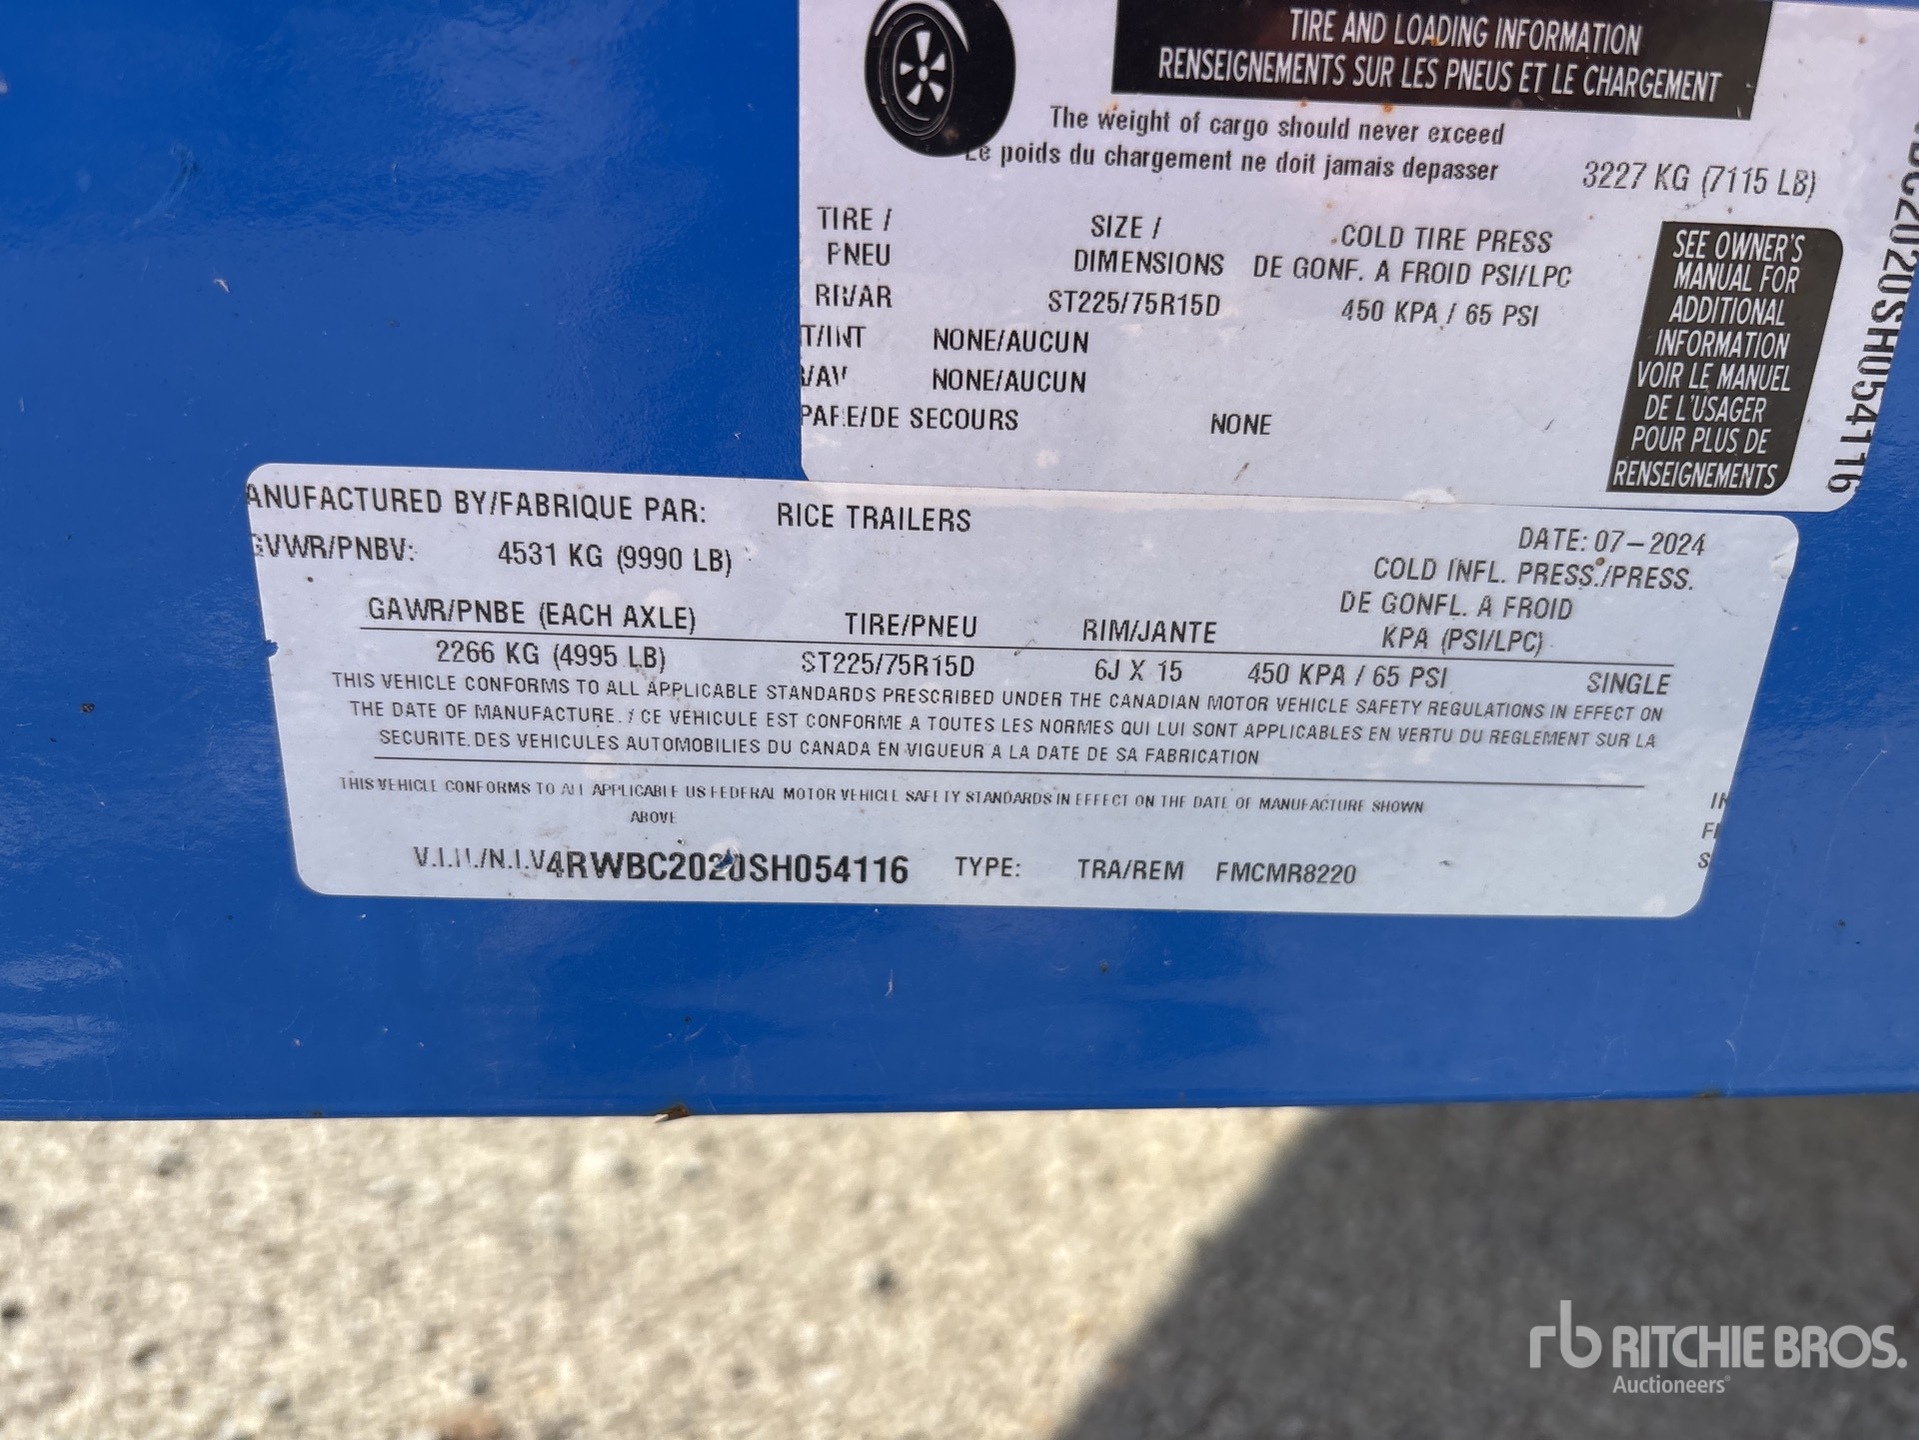 TIRE AND LOADING INFORMATION
RENSEIGNEMENTS SUR LES PNEUS ET LE CHARGEMENT
The weight of cargo should never exceed
Le poids du chargement ne doit jamais depasser 3227 KG (7115 LB)
TIRE / SIZE / COLD TIRE PRESS
PNEU DIMENSIONS DE GONF. A FROID PSI/LPC
RR/AR ST225/75R15D 450 KPA / 65 PSI
T/INT NONE/AUCUN
/AV NONE/AUCUN
PARE/DE SECOURS NONE
SEE OWNER'S
MANUAL FOR
ADDITIONAL
INFORMATION
VOIR LE MANUEL
DE L'USAGER
POUR PLUS DE
RENSEIGNEMENTS
BC2020SH054116
ANUFACTURED BY/FABRIQUE PAR: RICE TRAILERS
GVWR/PNBV: 4531 KG (9990 LB)
DATE: 07-2024
COLD INFL. PRESS./PRESS.
DE GONFL. A FROID
GAWR/PNBE (EACH AXLE) TIRE/PNEU RIM/JANTE KPA (PSI/LPC)
2266 KG (4995 LB) ST225/75R15D 6J X 15 450 KPA / 65 PSI SINGLE
THIS VEHICLE CONFORMS TO ALL APPLICABLE STANDARDS PRESCRIBED UNDER THE CANADIAN MOTOR VEHICLE SAFETY REGULATIONS IN EFFECT ON
THE DATE OF MANUFACTURE. / CE VEHICULE EST CONFORME A TOUTES LES NORMES QUI LUI SONT APPLICABLES EN VERTU DU REGLEMENT SUR LA
SECURITE DES VEHICULES AUTOMOBILIES DU CANADA EN VIGUEUR A LA DATE DE SA FABRICATION
THIS VEHICLE CONFORMS TO ALL APPLICABLE US FEDERAL MOTOR VEHICLE SAFETY STANDARDS IN EFFECT ON THE DATE OF MANUFACTURE SHOWN
ABOVE
V.I.N./N.I.V 4RWBC2020SH054116 TYPE: TRA/REM FMCMR8220
rb RITCHIE BROS.
Auctioneers